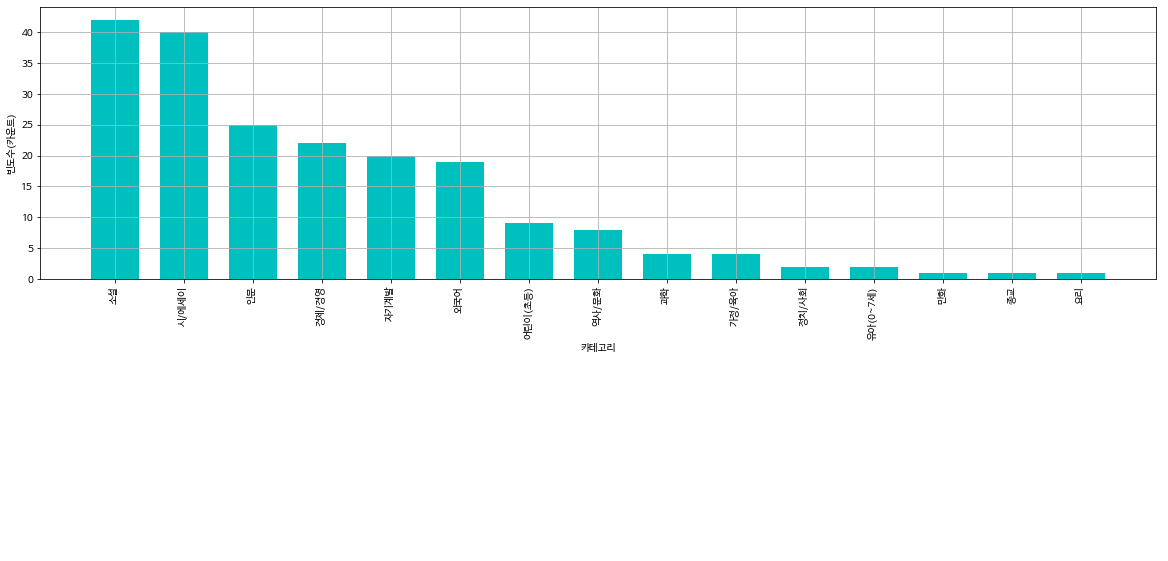 빈도수(카운트)
40
35
30
25
20
15
10
5
0
소설
시/에세이
인문
경제/경영
자기계발
외국어
어린이(초등)
역사/문화
과학
가정/육아
정치/사회
유아(0~7세)
만화
종교
요리
카테고리